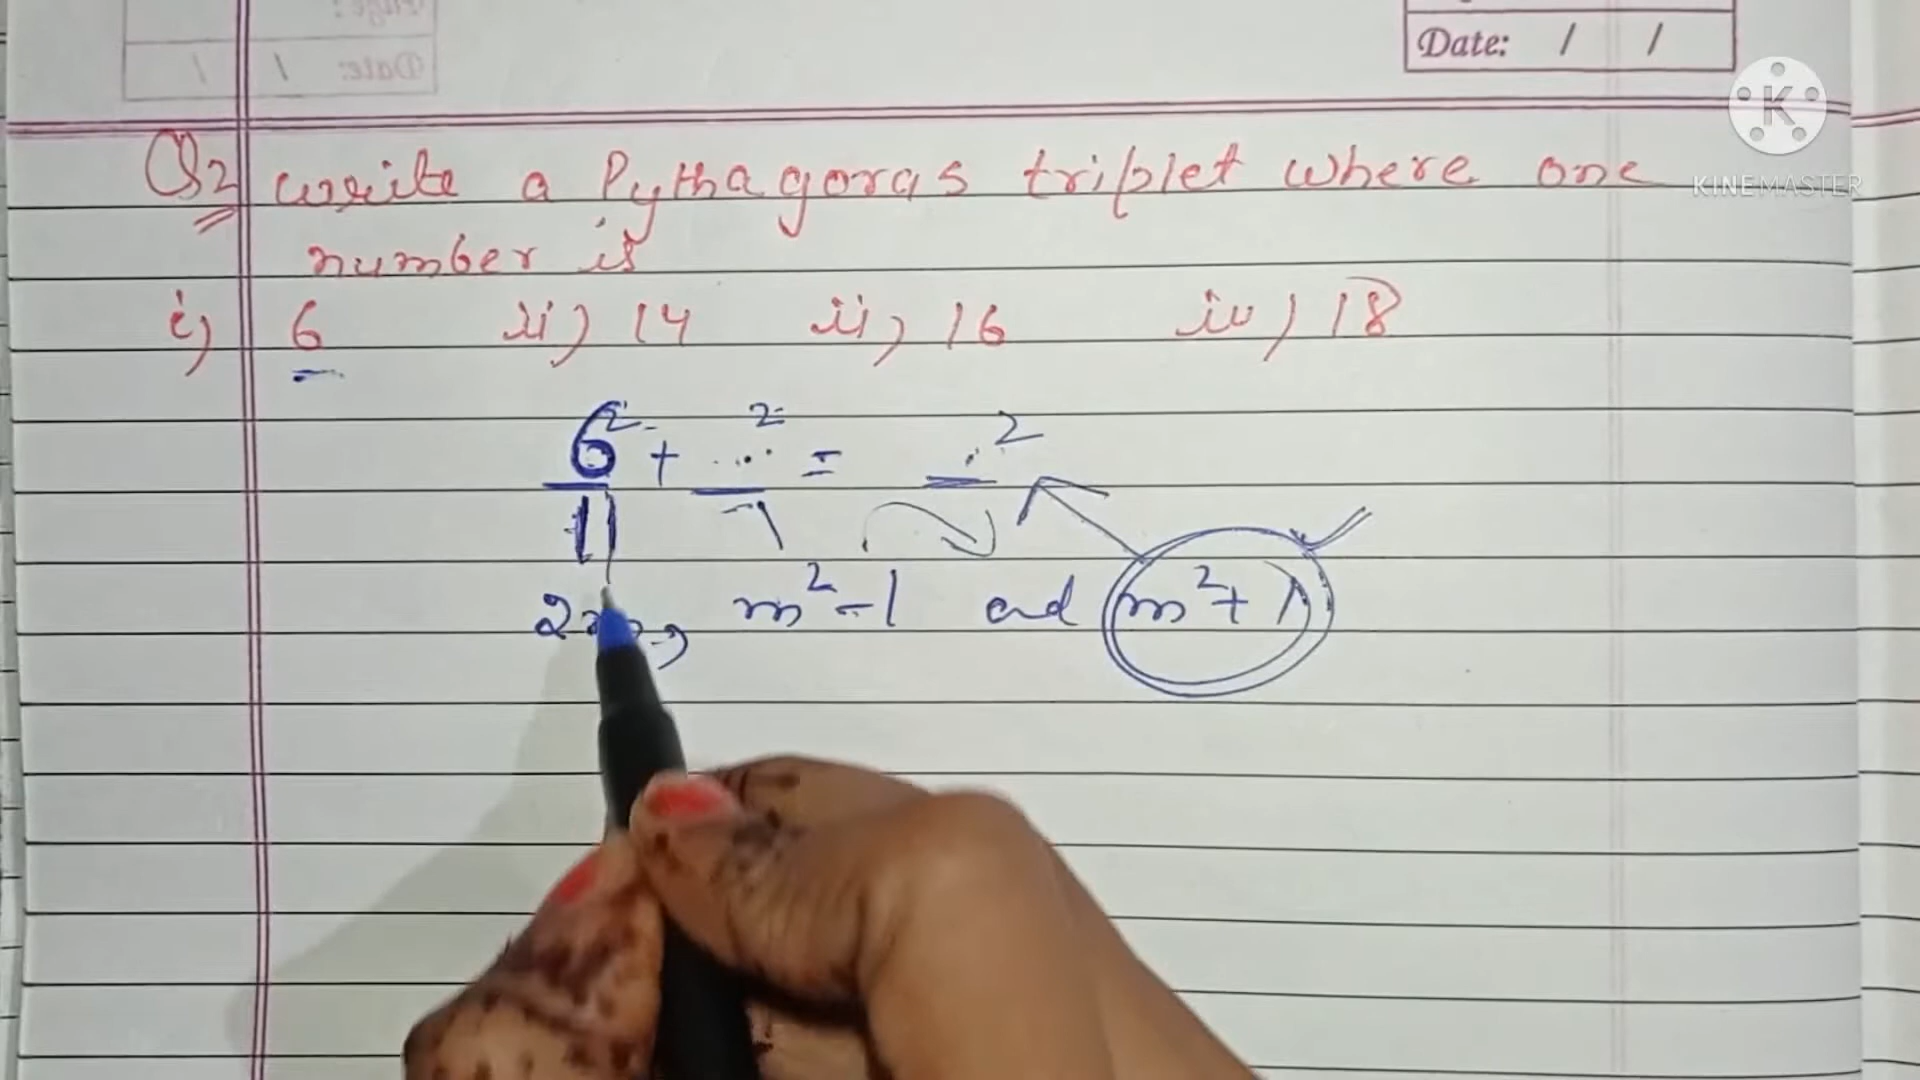 Date: / /
K
KINEMASTER
Q2 write a Pythagoras triplet where one
number is
i) 6 ii) 14 ii) 16 iv) 18
6² + ...² = .²
2m, m²-1 and m²+1